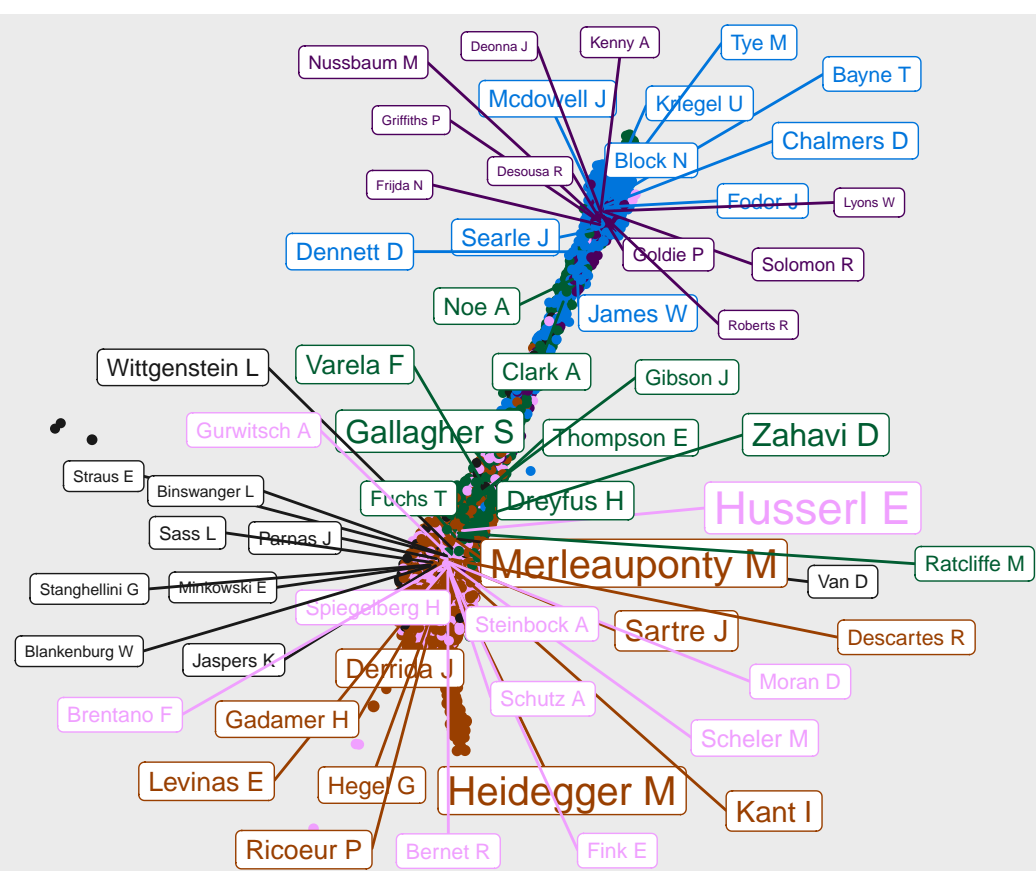 Deonna J
Kenny A
Tye M
Nussbaum M
Bayne T
Mcdowell J
Kriegel U
Griffiths P
Chalmers D
Block N
Desousa R
Frijda N
Fodor J
Lyons W
Searle J
Dennett D
Goldie P
Solomon R
Noe A
James W
Roberts R
Wittgenstein L
Varela F
Clark A
Gibson J
Gurwitsch A
Gallagher S
Thompson E
Zahavi D
Straus E
Binswanger L
Fuchs T
Dreyfus H
Husserl E
Sass L
Parnas J
Merleauponty M
Ratcliffe M
Stanghellini G
Minkowski E
Van D
Spiegelberg H
Steinbock A
Sartre J
Descartes R
Blankenburg W
Jaspers K
Derrida J
Moran D
Schutz A
Brentano F
Gadamer H
Scheler M
Levinas E
Hegel G
Heidegger M
Kant I
Ricoeur P
Bernet R
Fink E